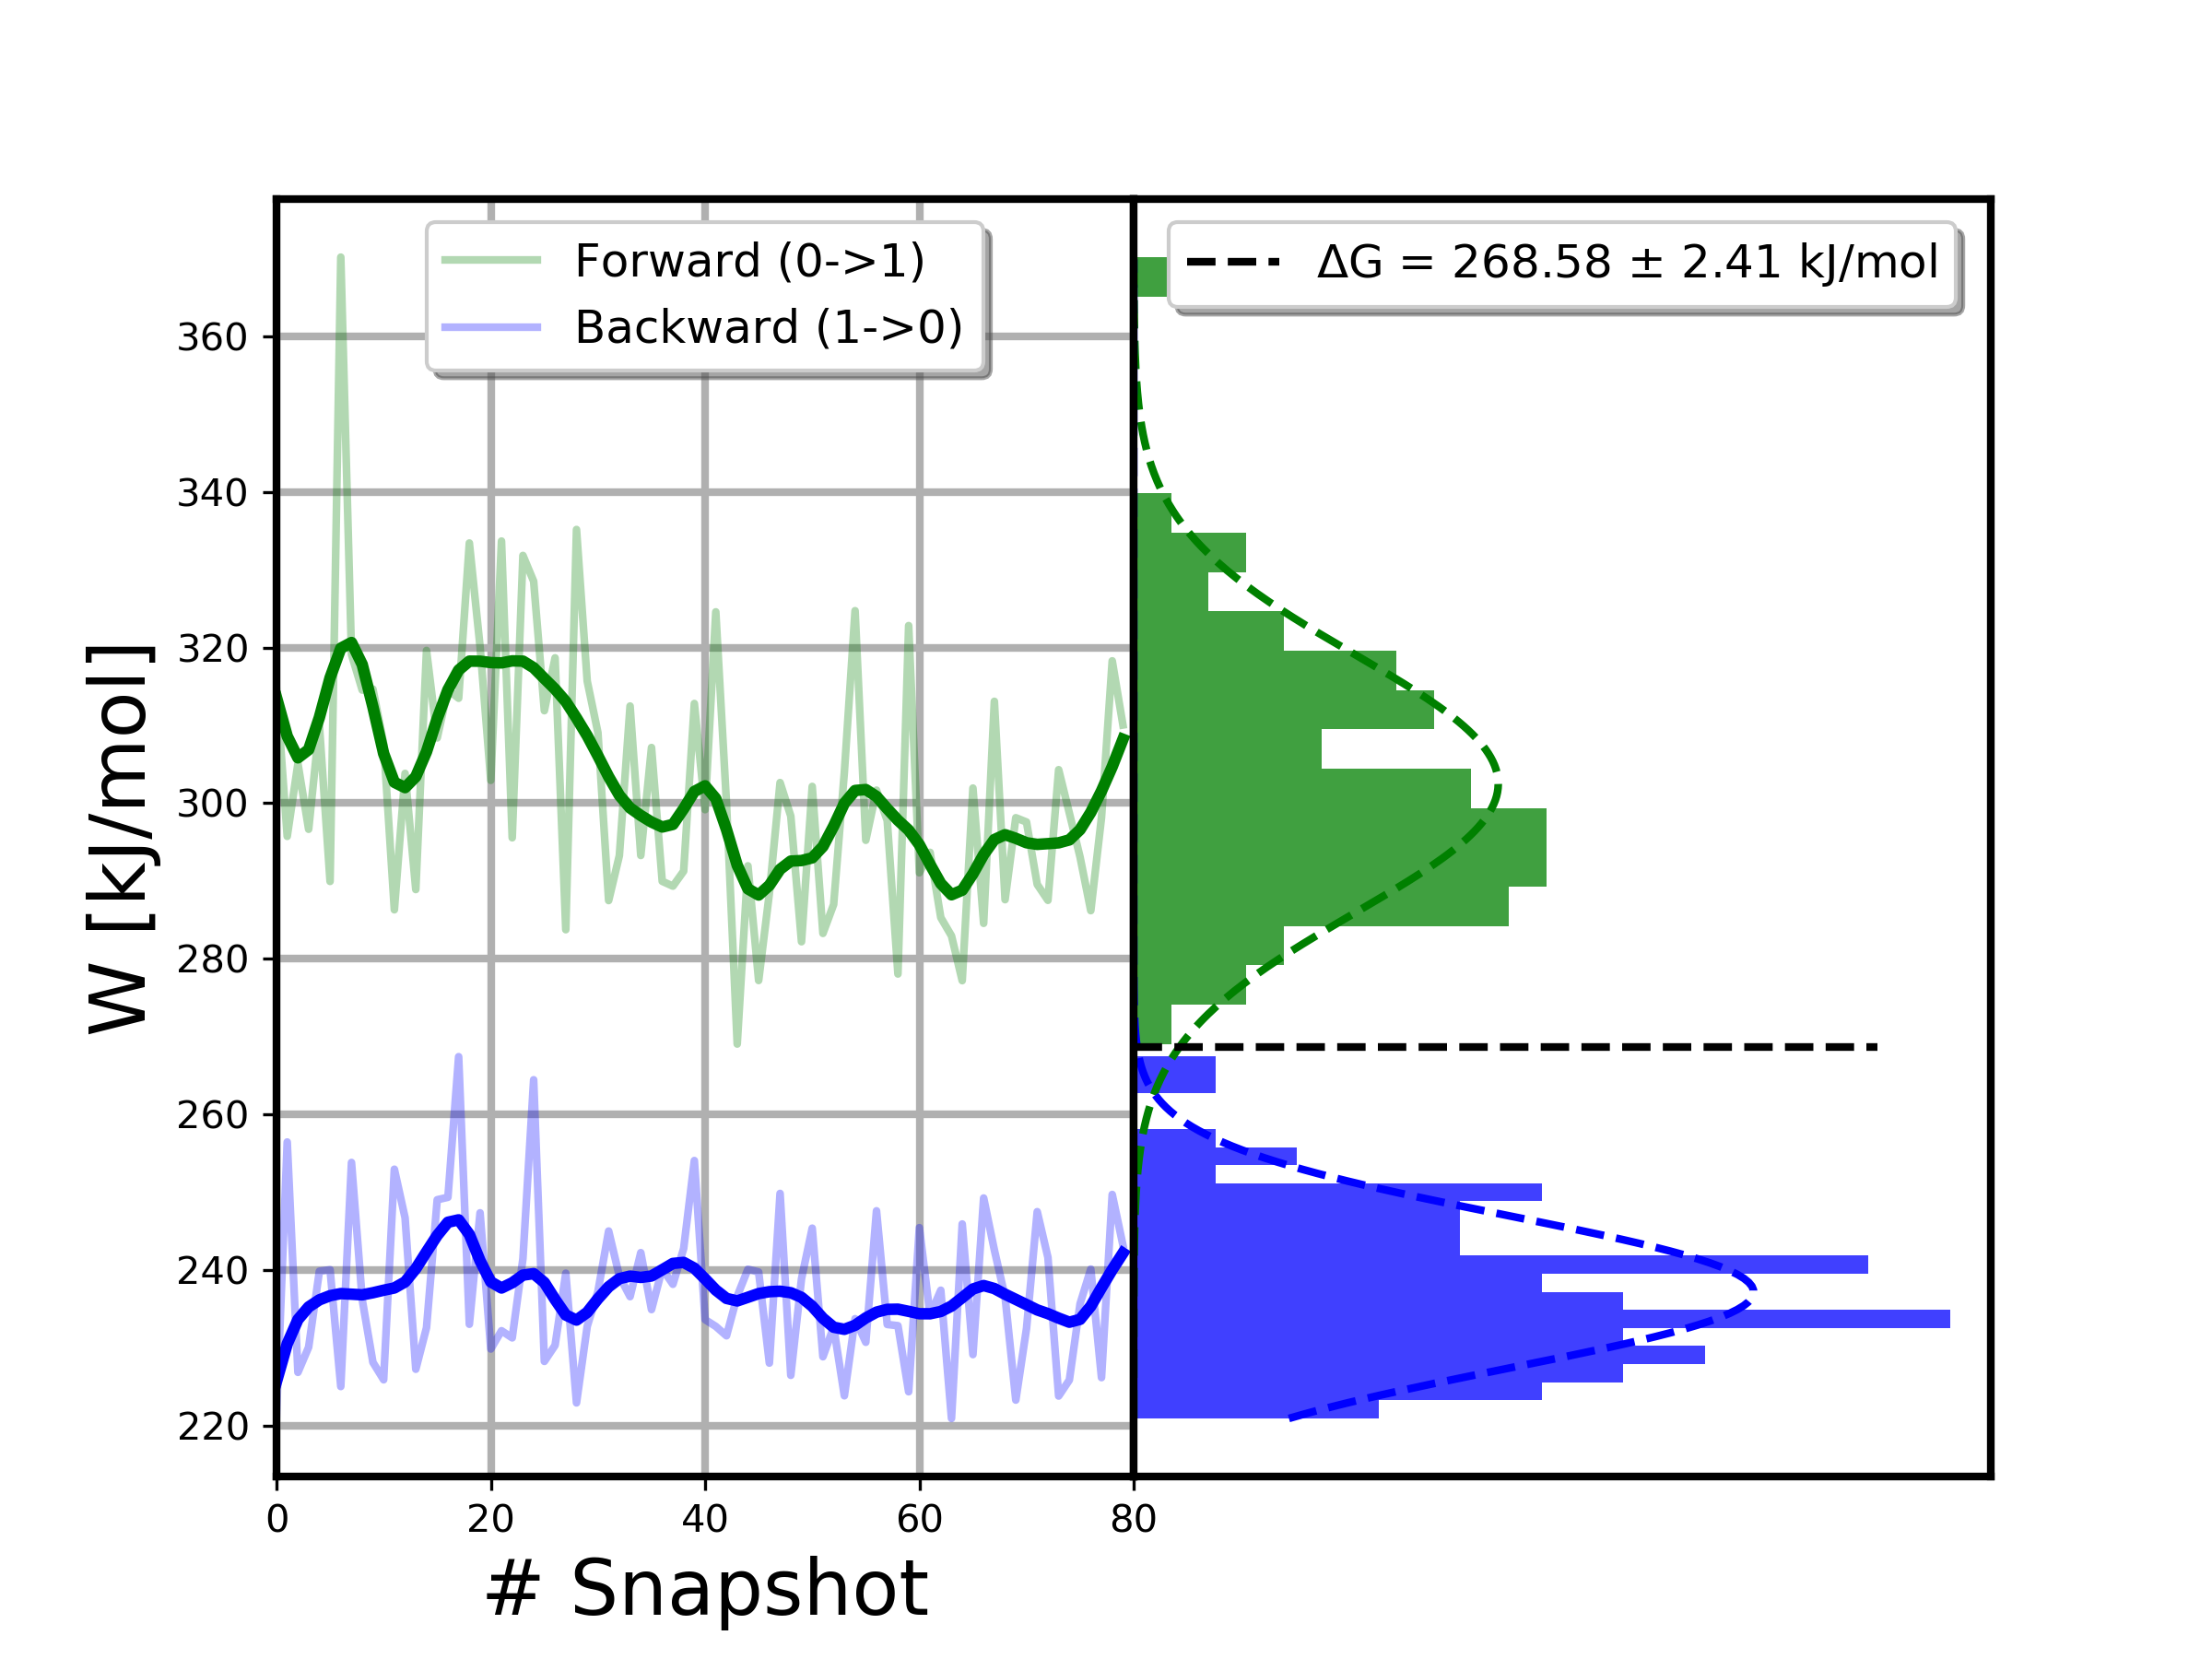 Forward (0->1)
Backward (1->0)
ΔG = 268.58 ± 2.41 kJ/mol
W [kJ/mol]
360
340
320
300
280
260
240
220
0
20
40
60
80
# Snapshot